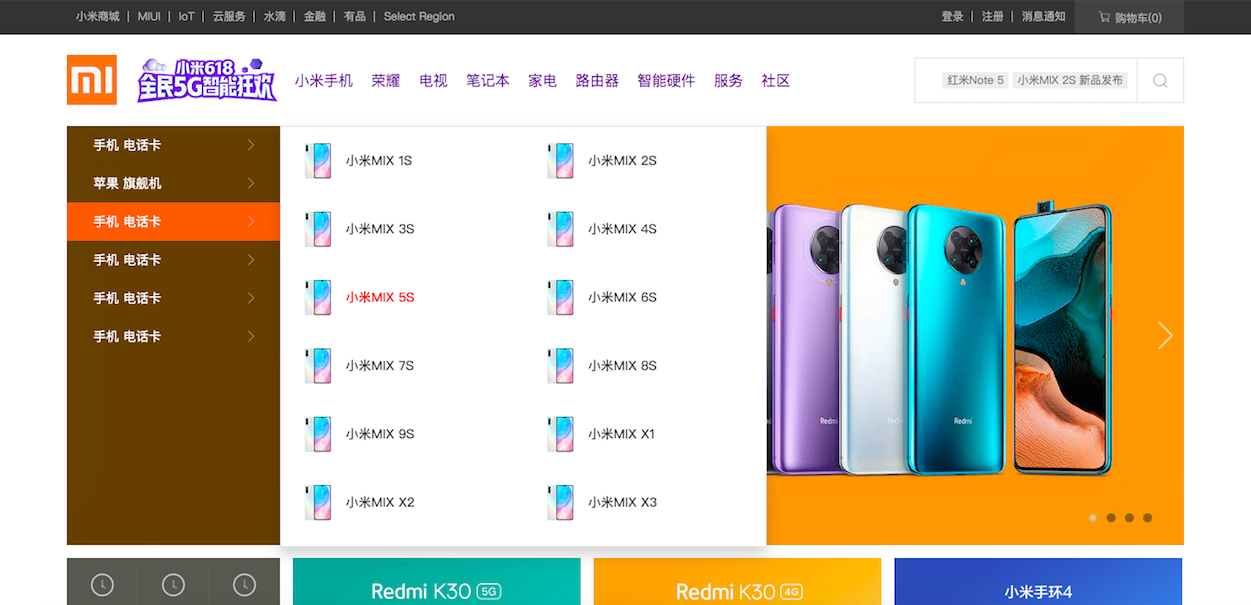 小米商城 | MIUI | IoT | 云服务 | 水滴 | 金融 | 有品 | Select Region
登录 | 注册 | 消息通知 购物车(0)
mi
小米618
全民5G智能狂欢
小米手机 荣耀 电视 笔记本 家电 路由器 智能硬件 服务 社区
红米Note 5 小米MIX 2S 新品发布
手机 电话卡
苹果 旗舰机
手机 电话卡
手机 电话卡
手机 电话卡
手机 电话卡
小米MIX 1S 小米MIX 2S
小米MIX 3S 小米MIX 4S
小米MIX 5S 小米MIX 6S
小米MIX 7S 小米MIX 8S
小米MIX 9S 小米MIX X1
小米MIX X2 小米MIX X3
Redmi Redmi
Redmi K30 5G
Redmi K30 4G
小米手环4